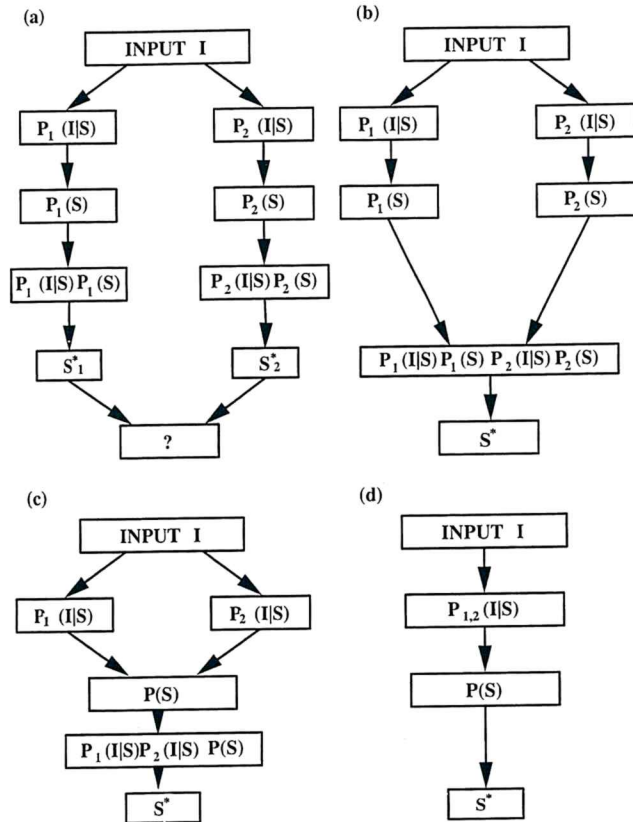 (a)
INPUT I
P₁ (I|S)
P₂ (I|S)
P₁(S)
P₂(S)
P₁ (I|S) P₁(S)
P₂(I|S) P₂(S)
S*₁
S*₂
?
(b)
INPUT I
P₁ (I|S)
P₂ (I|S)
P₁(S)
P₂(S)
P₁(I|S) P₁(S) P₂(I|S) P₂(S)
S*
(c)
INPUT I
P₁ (I|S)
P₂ (I|S)
P(S)
P₁(I|S)P₂(I|S) P(S)
S*
(d)
INPUT I
P₁,₂(I|S)
P(S)
S*